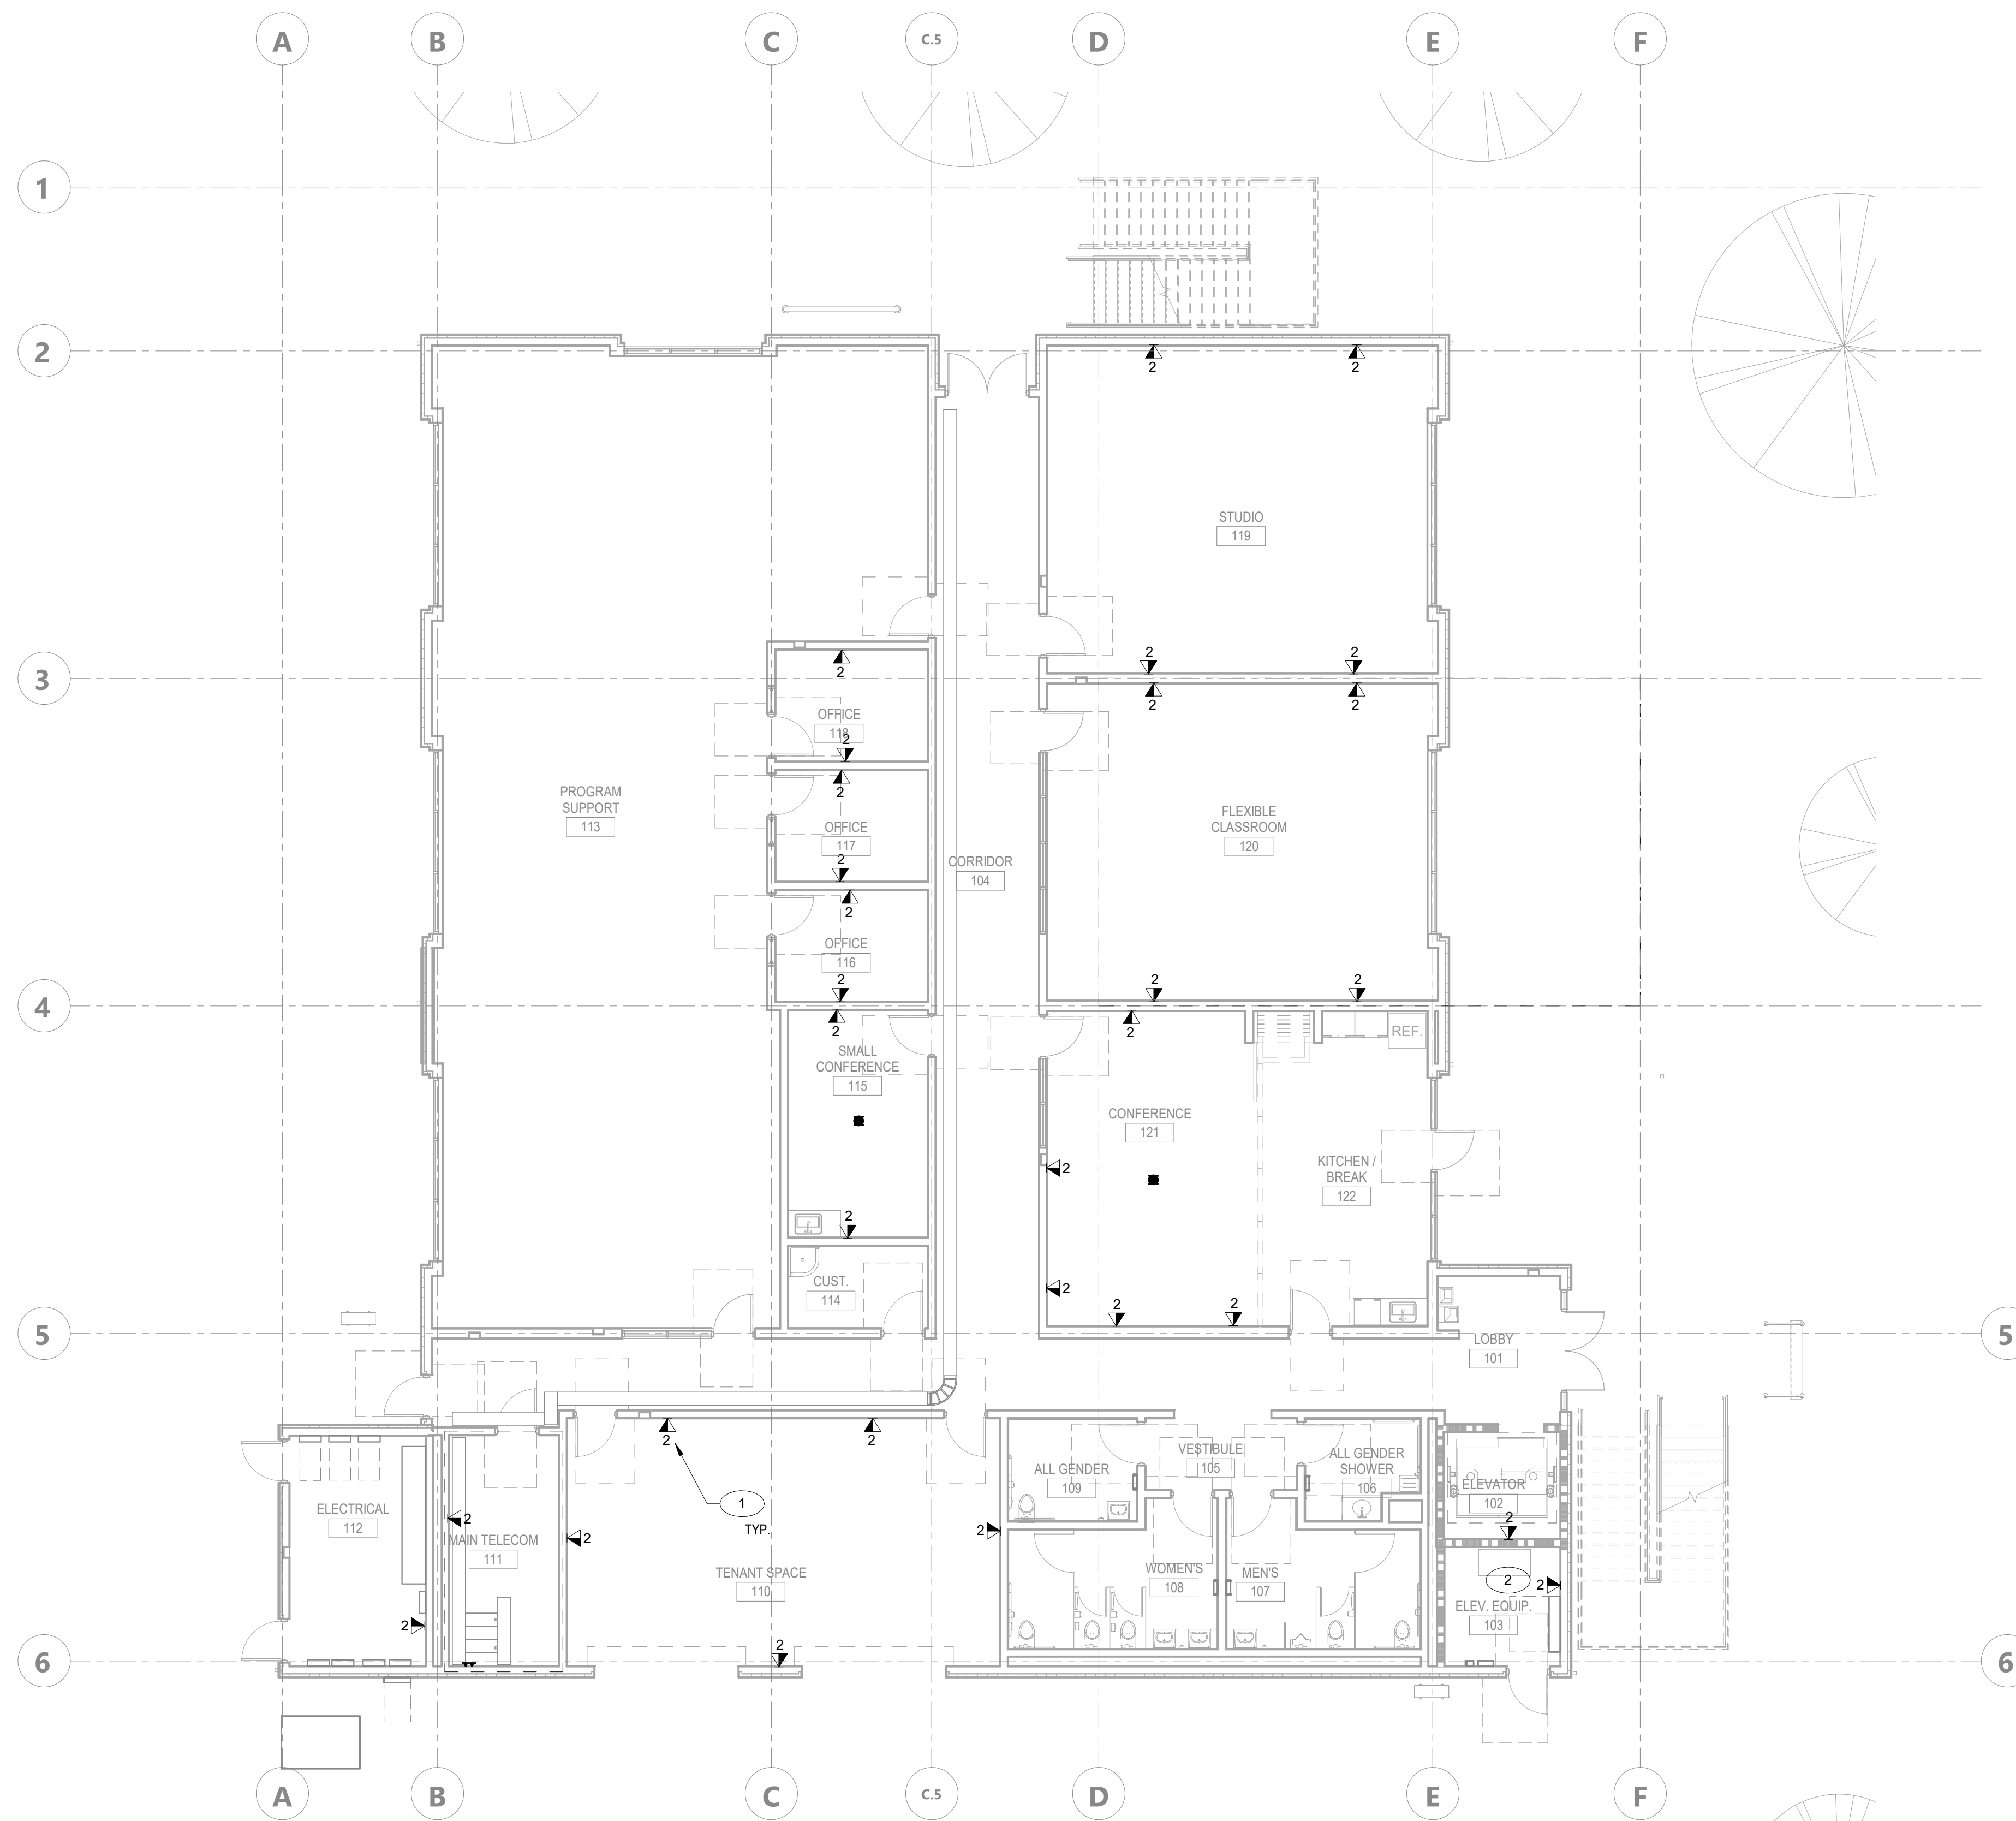 A
B
C
C.5
D
E
F
1
2
2
2
STUDIO
119
2
2
3
2
2
2
OFFICE
118
2
2
PROGRAM
SUPPORT
113
FLEXIBLE
CLASSROOM
120
OFFICE
117
2
CORRIDOR
104
2
OFFICE
116
2
2
2
4
2
2
REF.
SMALL
CONFERENCE
115
CONFERENCE
121
2
KITCHEN /
BREAK
122
2
2
CUST.
114
2
2
5
5
LOBBY
101
2
2
VESTIBULE
105
ALL GENDER
109
ALL GENDER
SHOWER
106
ELEVATOR
102
1
TYP.
ELECTRICAL
112
2
2
MAIN TELECOM
111
2
2
TENANT SPACE
110
WOMEN'S
108
MEN'S
107
2
2
ELEV. EQUIP.
103
2
2
6
6
A
B
C
C.5
D
E
F